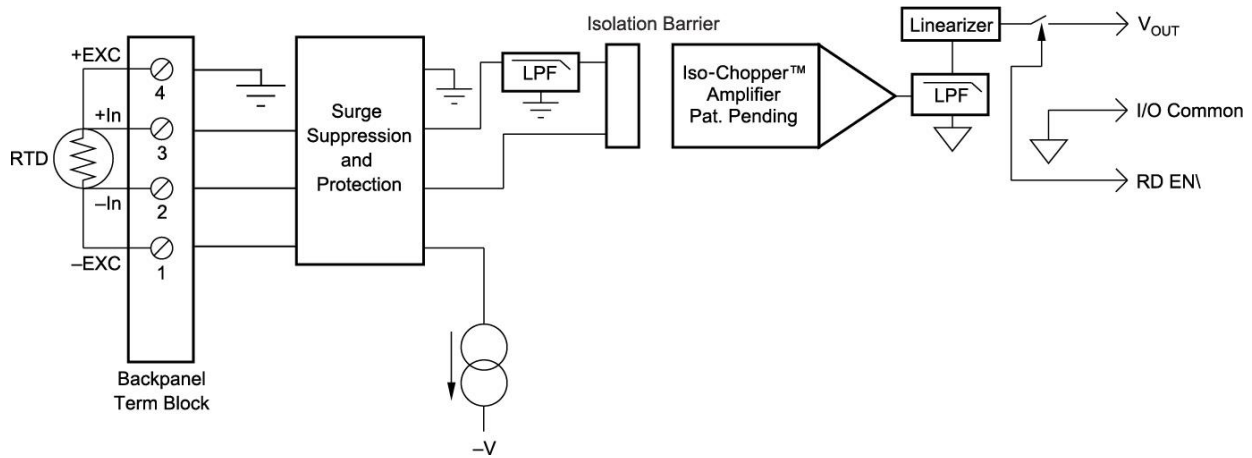 +EXC
4
+In
3
RTD
–In
2
–EXC
1
Backpanel
Term Block
Surge
Suppression
and
Protection
LPF
–V
Isolation Barrier
Iso-Chopper™
Amplifier
Pat. Pending
Linearizer
LPF
VOUT
I/O Common
RD EN\